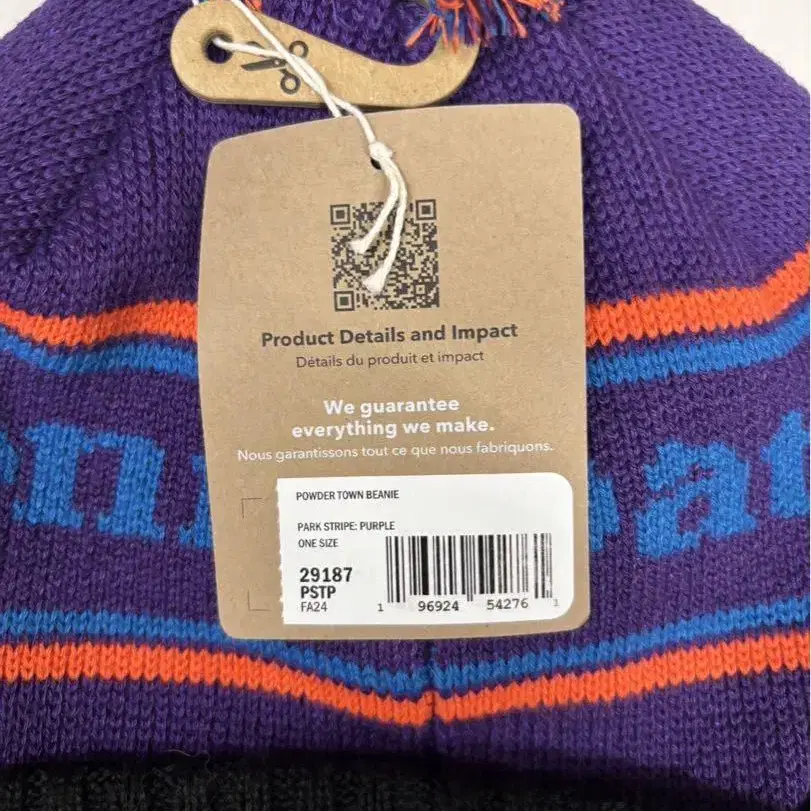 Product Details and Impact
Détails du produit et impact
We guarantee
everything we make.
Nous garantissons tout ce que nous fabriquons.
POWDER TOWN BEANIE
PARK STRIPE: PURPLE
ONE SIZE
29187
PSTP
FA24
1 96924 54276 1